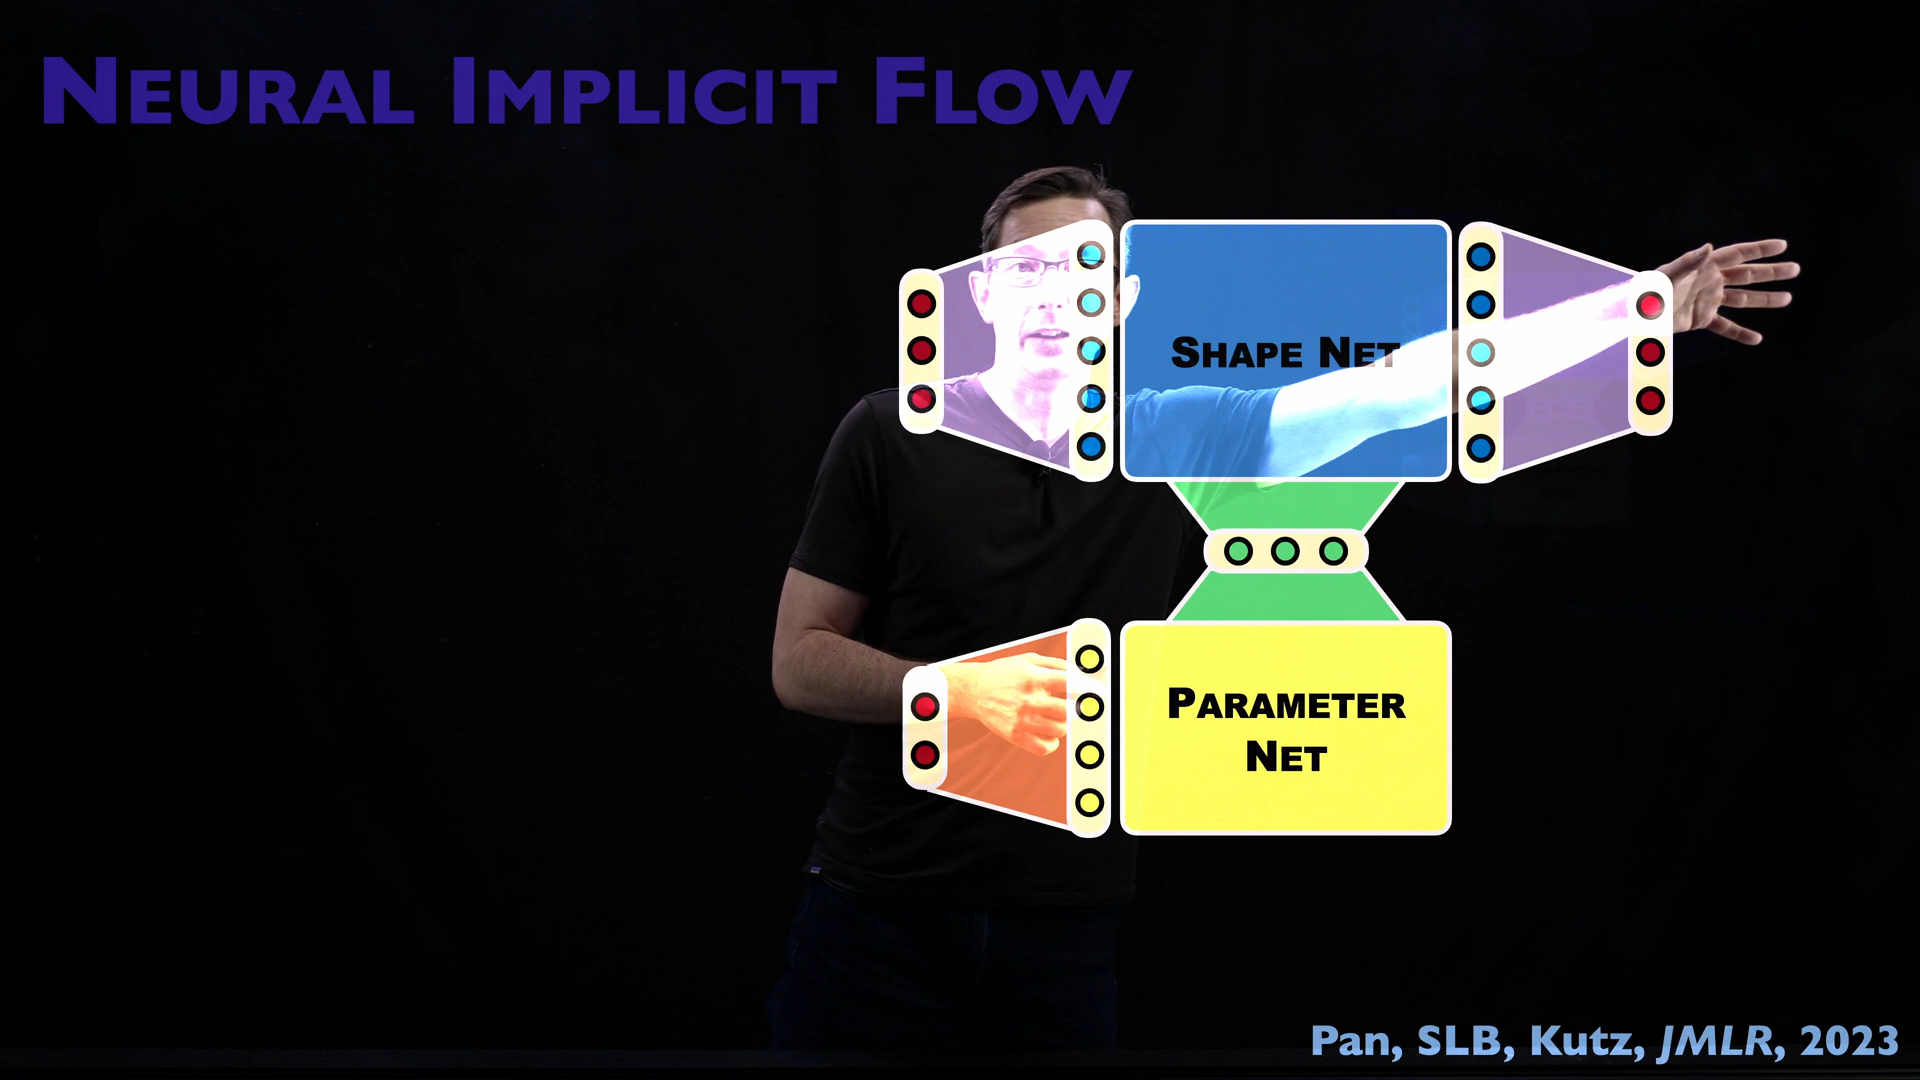 NEURAL IMPLICIT FLOW
SHAPE NET
PARAMETER
NET
Pan, SLB, Kutz, JMLR, 2023